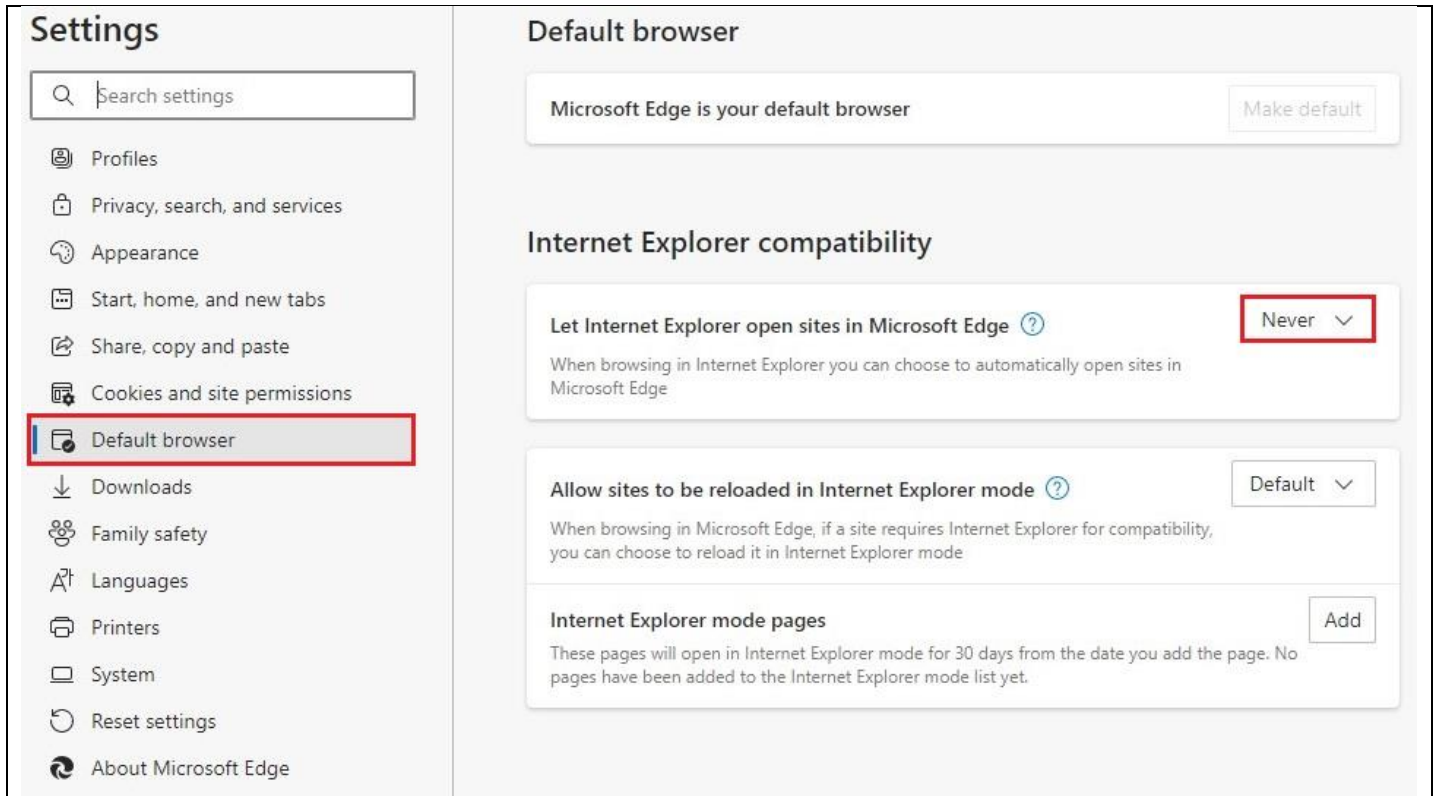 Settings
Search settings
Profiles
Privacy, search, and services
Appearance
Start, home, and new tabs
Share, copy and paste
Cookies and site permissions
Default browser
Downloads
Family safety
Languages
Printers
System
Reset settings
About Microsoft Edge
Default browser
Microsoft Edge is your default browser
Make default
Internet Explorer compatibility
Let Internet Explorer open sites in Microsoft Edge
Never
When browsing in Internet Explorer you can choose to automatically open sites in
Microsoft Edge
Allow sites to be reloaded in Internet Explorer mode
Default
When browsing in Microsoft Edge, if a site requires Internet Explorer for compatibility,
you can choose to reload it in Internet Explorer mode
Internet Explorer mode pages
Add
These pages will open in Internet Explorer mode for 30 days from the date you add the page. No
pages have been added to the Internet Explorer mode list yet.